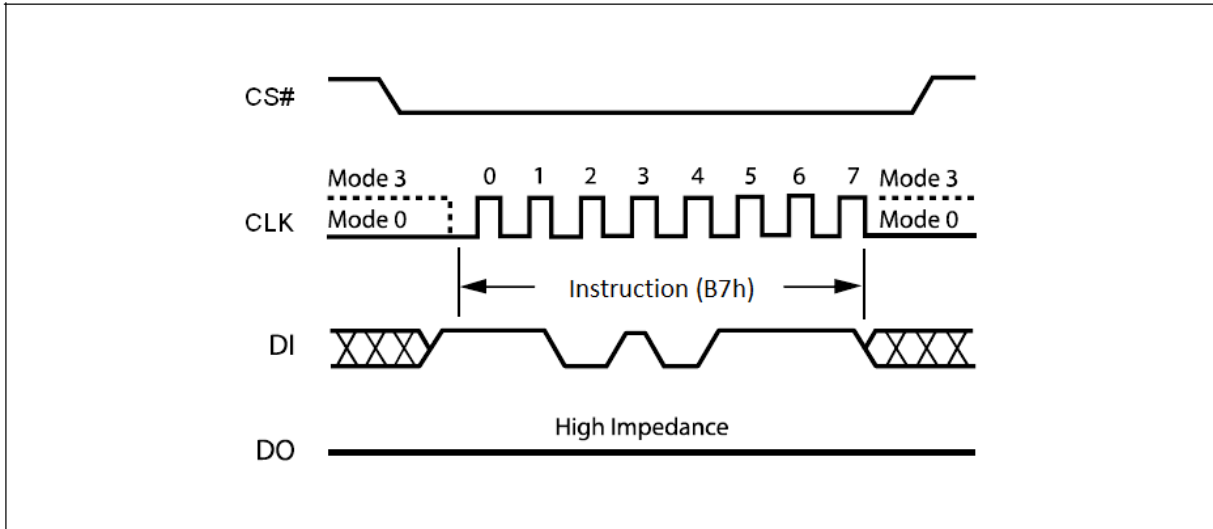 CS#
Mode 3 0 1 2 3 4 5 6 7 Mode 3
CLK Mode 0 Mode 0
Instruction (B7h)
DI
High Impedance
DO